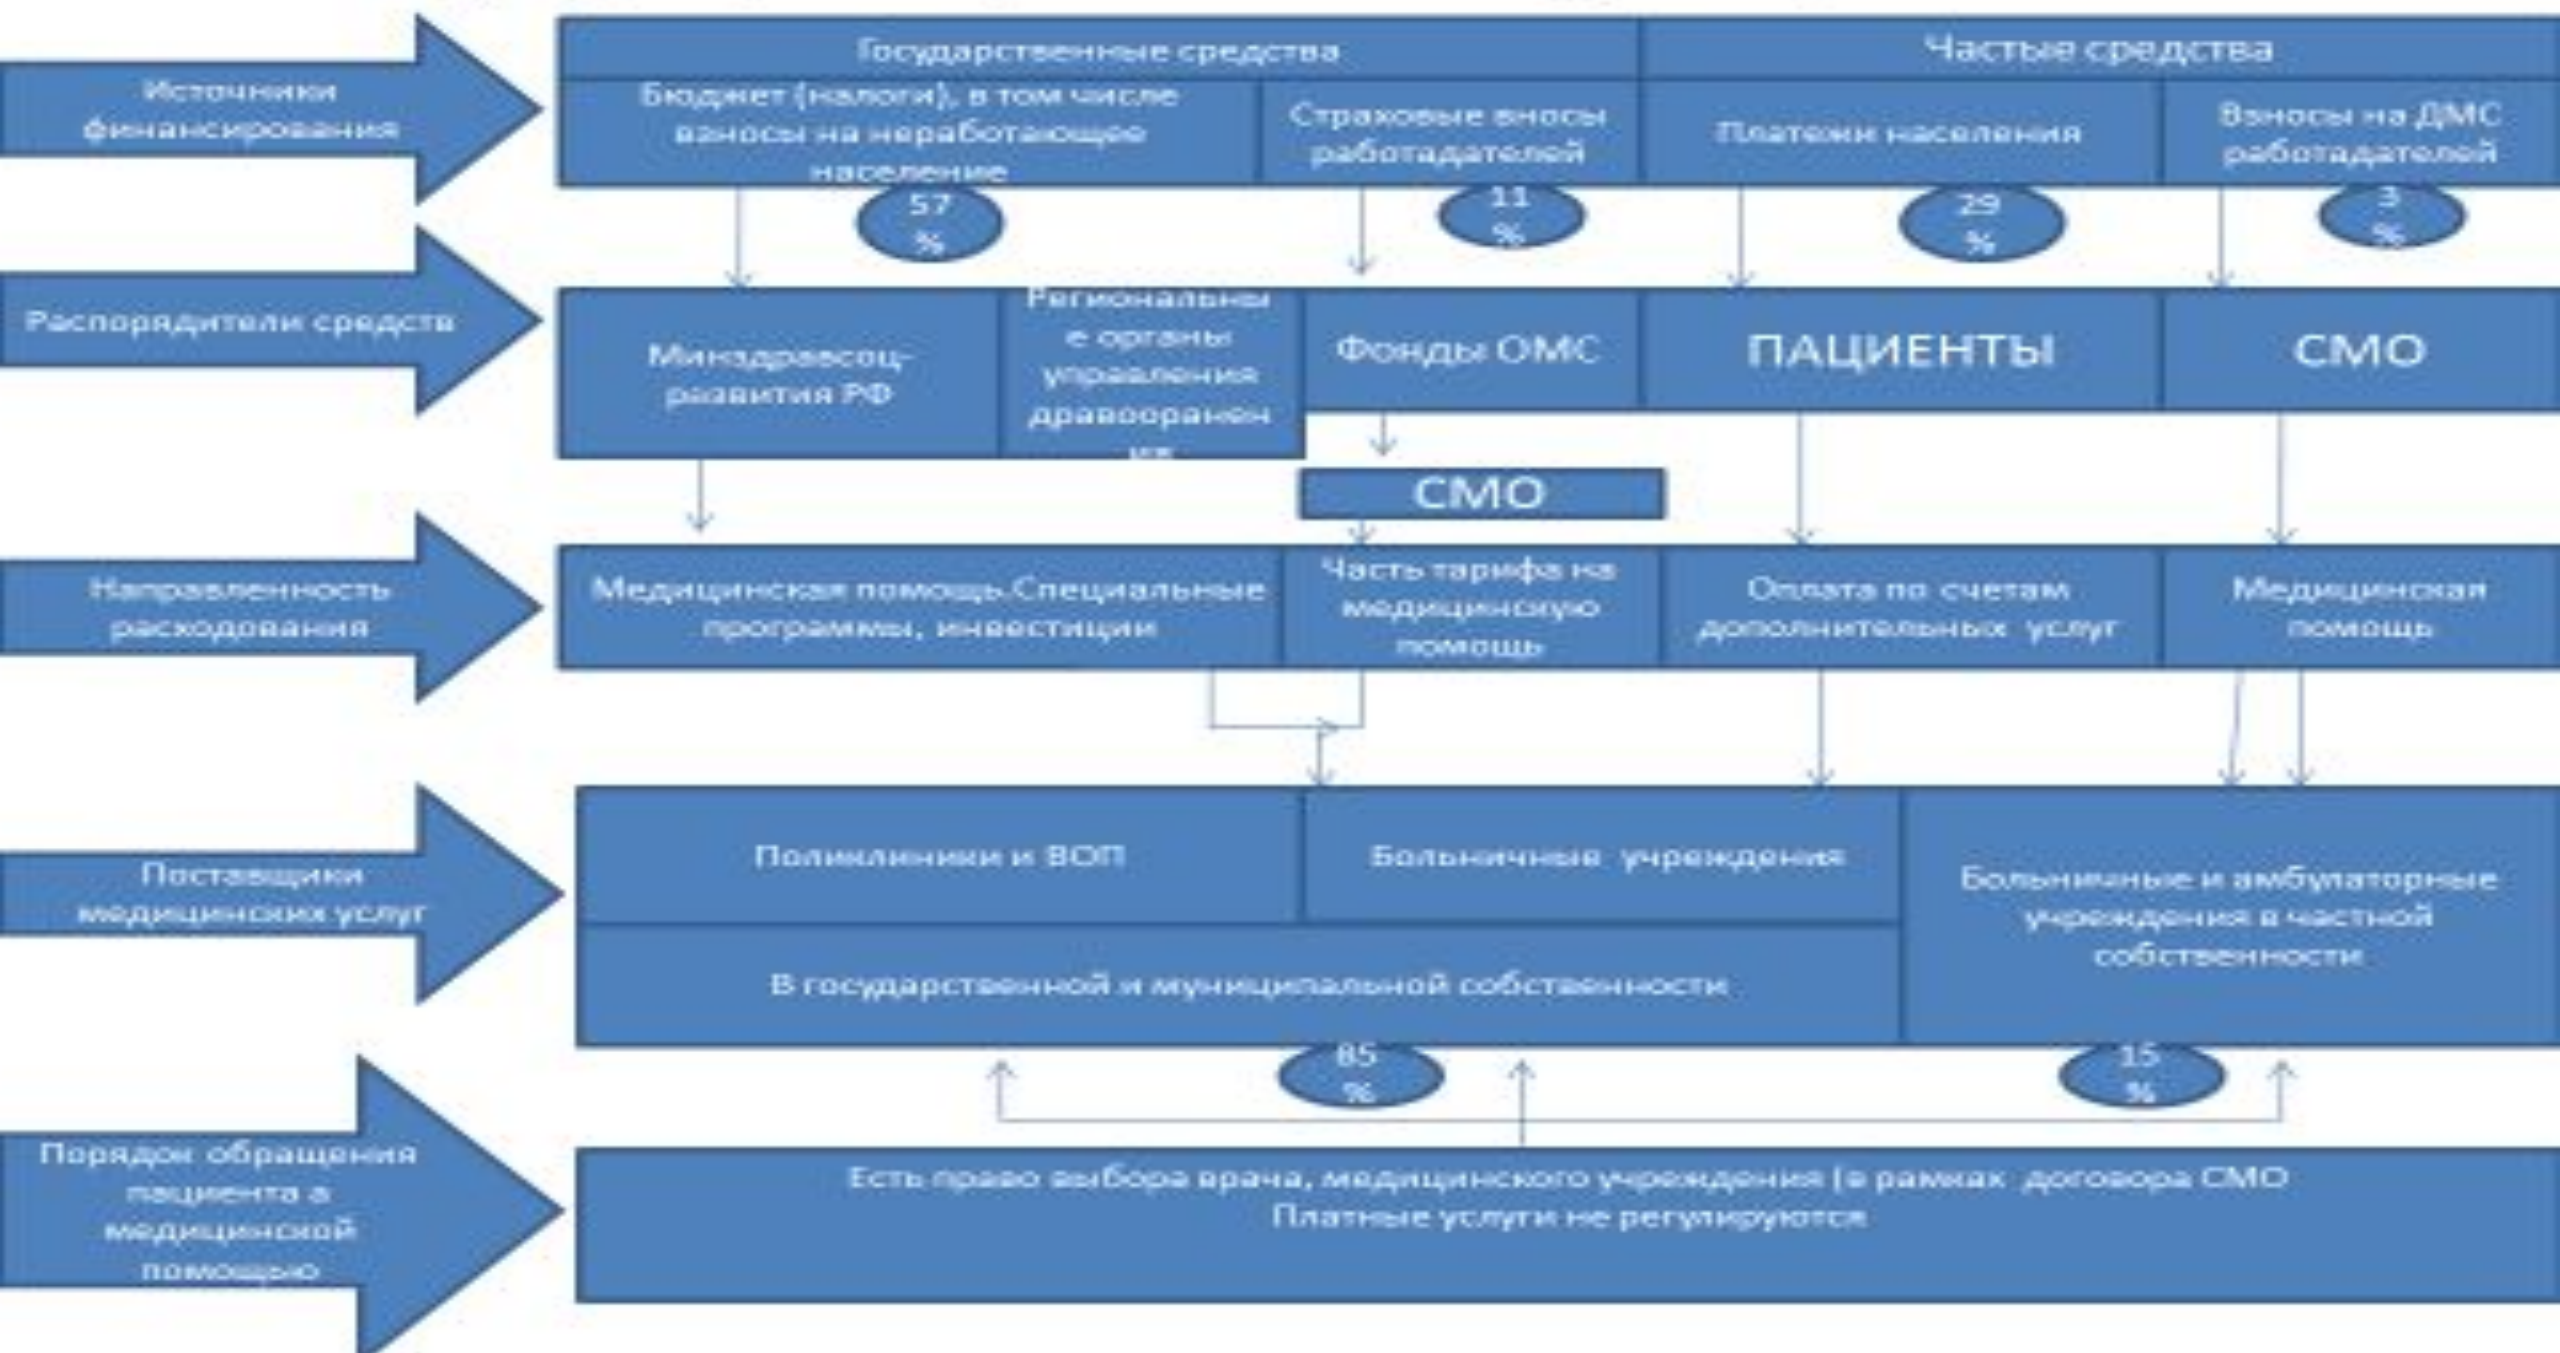 Источники
финансирования
Государственные средства
Частые средства
Бюджет (налоги), в том числе
взносы на неработающее
население
Страховые вносы
работадателей
Платежи населения
Взносы на ДМС
работадателей
57
%
11
%
29
%
3
%
Распорядители средств
Минздравсоц-
развития РФ
Региональны
е органы
управления
дравооранен
ия
Фонды ОМС
ПАЦИЕНТЫ
СМО
СМО
Направленность
расходования
Медицинская помощь.Специальные
программы, инвестиции
Часть тарифа на
медицинскую
помощь
Оплата по счетам
дополнительных услуг
Медицинская
помощь
Поставщики
медицинских услуг
Поликлиники и ВОП
Больничные учреждения
Больничные и амбулаторные
учреждения в частной
собственности
В государственной и муниципальной собственности
85
%
15
%
Порядок обращения
пациента а
медицинской
помощью
Есть право выбора врача, медицинского учреждения (в рамках договора СМО
Платные услуги не регулируются